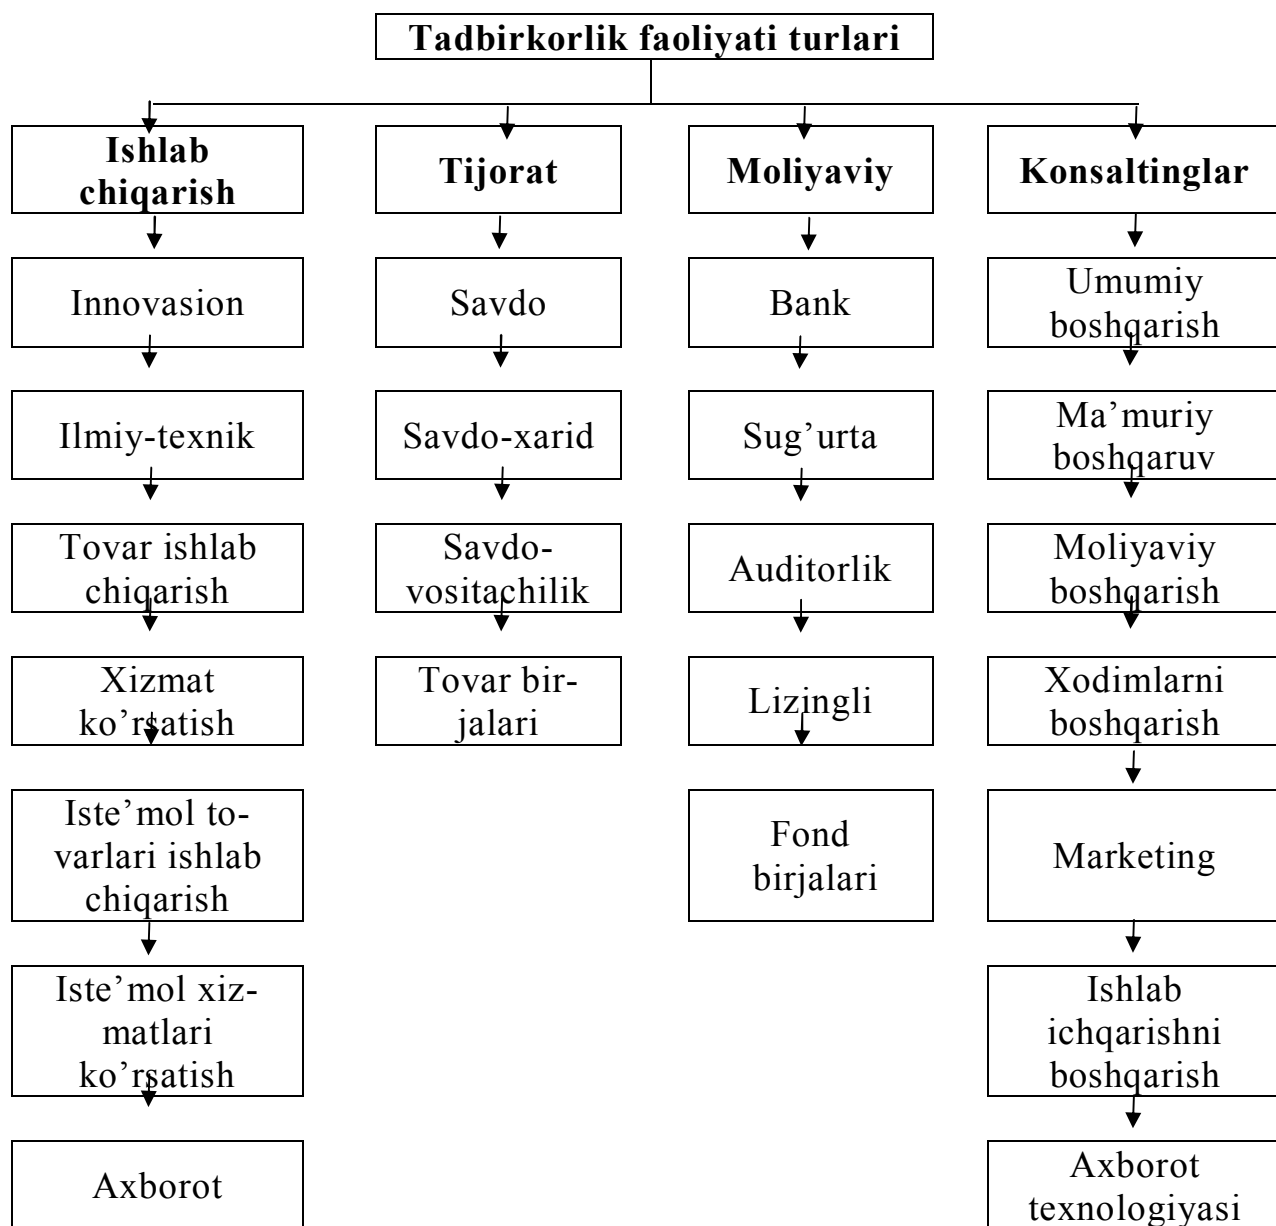 Tadbirkorlik faoliyati turlari
Ishlab
chiqarish
Tijorat
Moliyaviy
Konsaltinglar
Innovasion
Savdo
Bank
Umumiy
boshqarish
Ilmiy-texnik
Savdo-xarid
Sug’urta
Ma’muriy
boshqaruv
Tovar ishlab
chiqarish
Savdo-
vositachilik
Auditorlik
Moliyaviy
boshqarish
Xizmat
ko’rsatish
Tovar bir-
jalari
Lizingli
Xodimlarni
boshqarish
Iste’mol to-
varlari ishlab
chiqarish
Fond
birjalari
Marketing
Iste’mol xiz-
matlari
ko’rsatish
Ishlab
ichqarishni
boshqarish
Axborot
Axborot
texnologiyasi